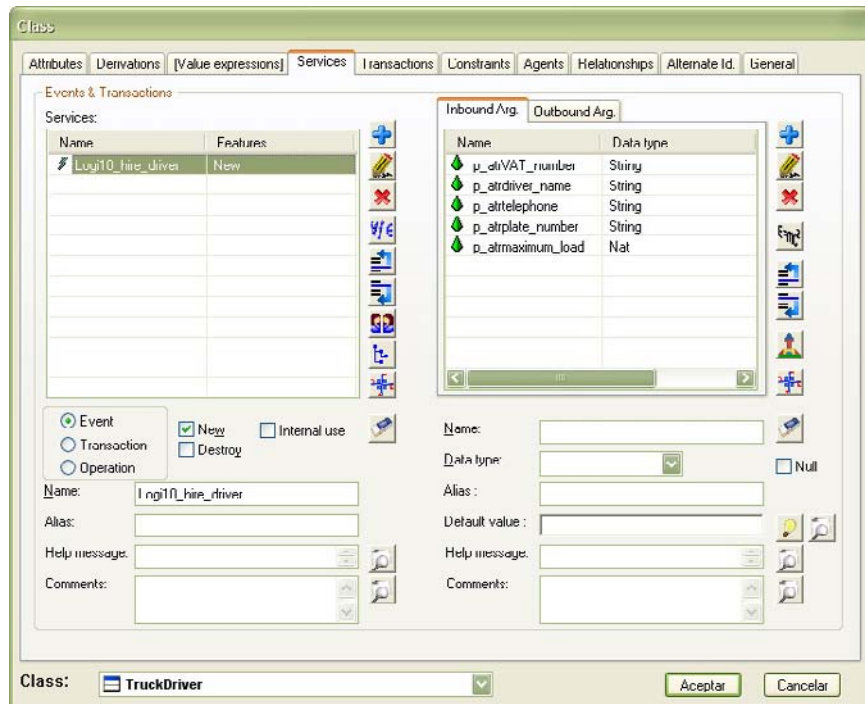 Class
Attributes Derivations [Value expressions] Services Transactions Constraints Agents Relationships Alternate Id. General
Events & Transactions
Services:
Name Features
Logi10_hire_driver New
Event
Transaction
Operation
New
Destroy
Internal use
Name: Logi10_hire_driver
Alias:
Help message:
Comments:
Inbound Arg. Outbound Arg.
Name Data type
p_atrVAT_number String
p_atrdriver_name String
p_atrtelephone String
p_atrplate_number String
p_atrmaximum_load Nat
Name:
Data type: Null
Alias :
Default value :
Help message:
Comments:
Class: TruckDriver
Aceptar Cancelar